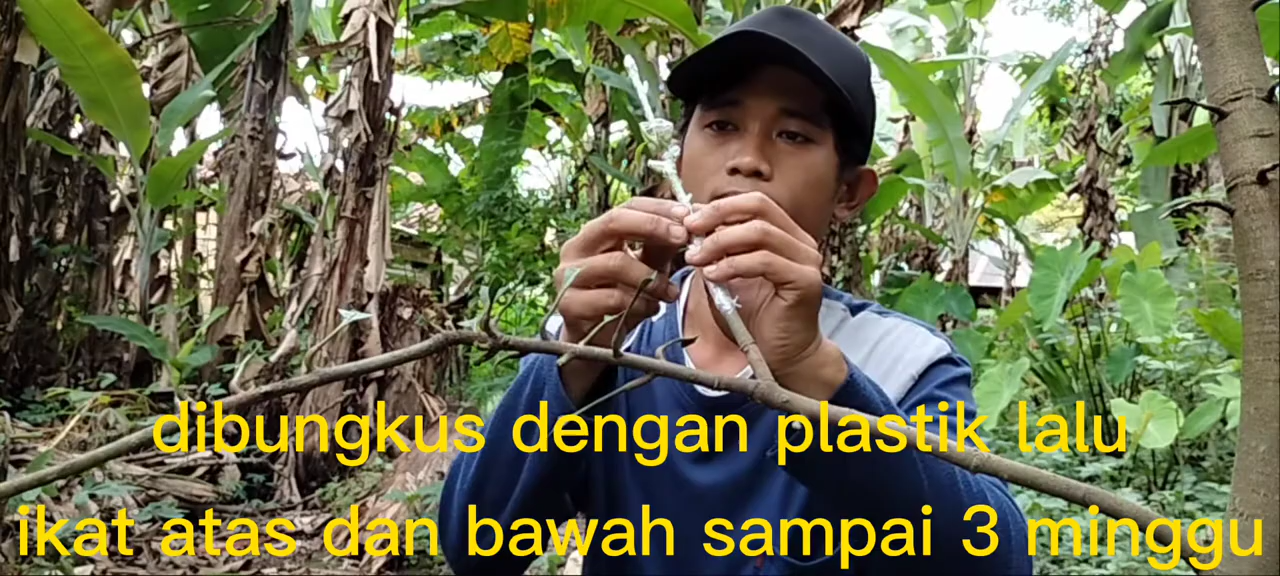 dibungkus dengan plastik lalu
ikat atas dan bawah sampai 3 minggu